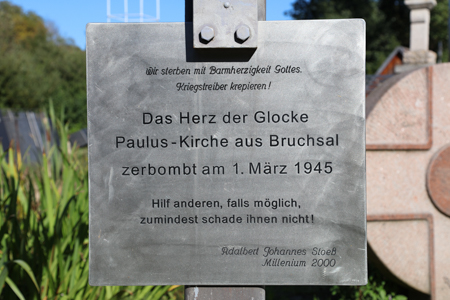 Wir sterben mit Barmherzigkeit Gottes.
Kriegstreiber krepieren!
Das Herz der Glocke
Paulus-Kirche aus Bruchsal
zerbombt am 1. März 1945
Hilf anderen, falls möglich,
zumindest schade ihnen nicht!
Adalbert Johannes Stoeß
Millenium 2000